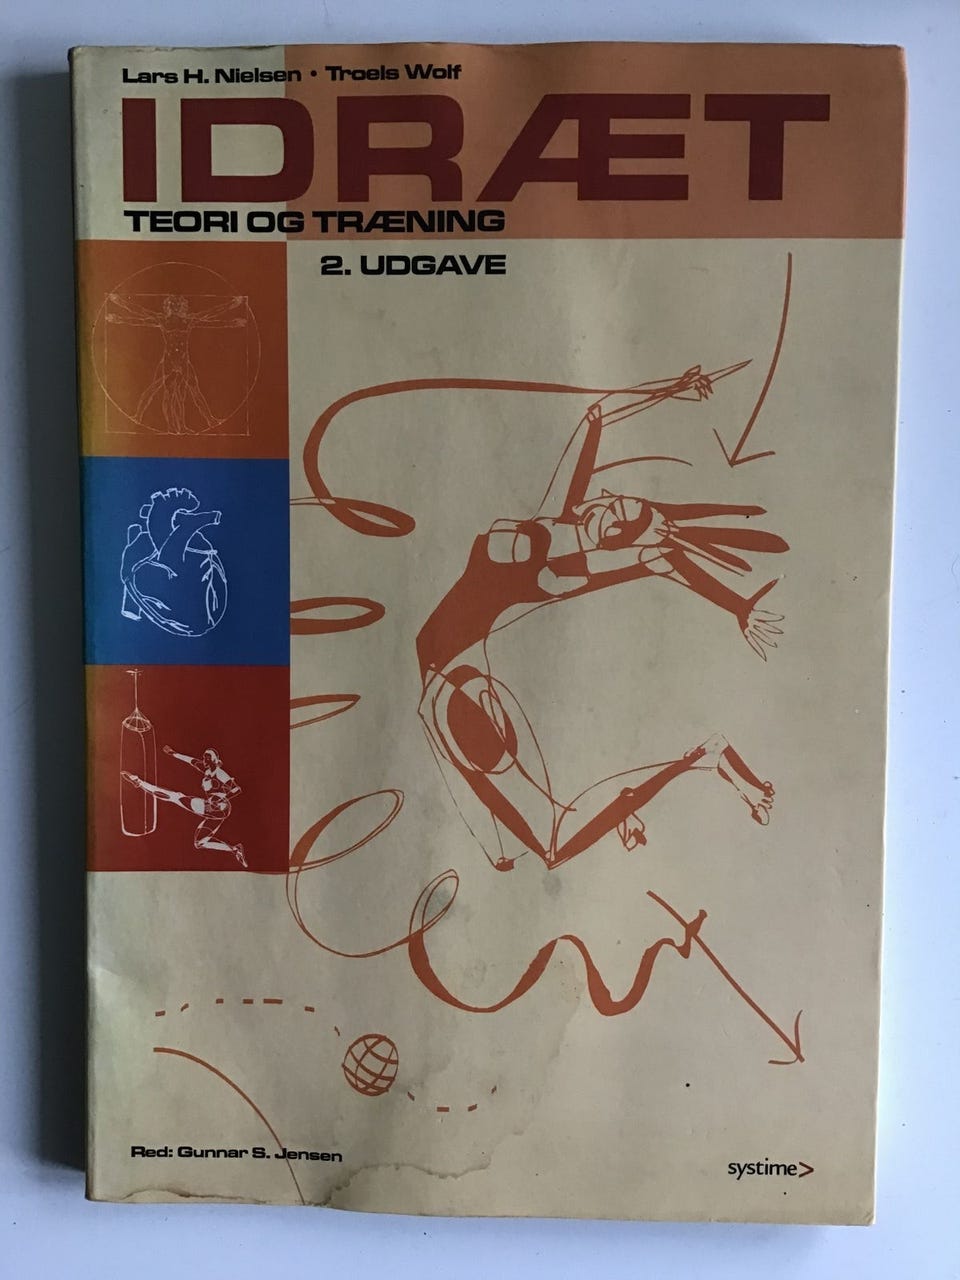 Lars H. Nielsen • Troels Wolf
IDRÆT
TEORI OG TRÆNING
2. UDGAVE
Red: Gunnar S. Jensen
systime>